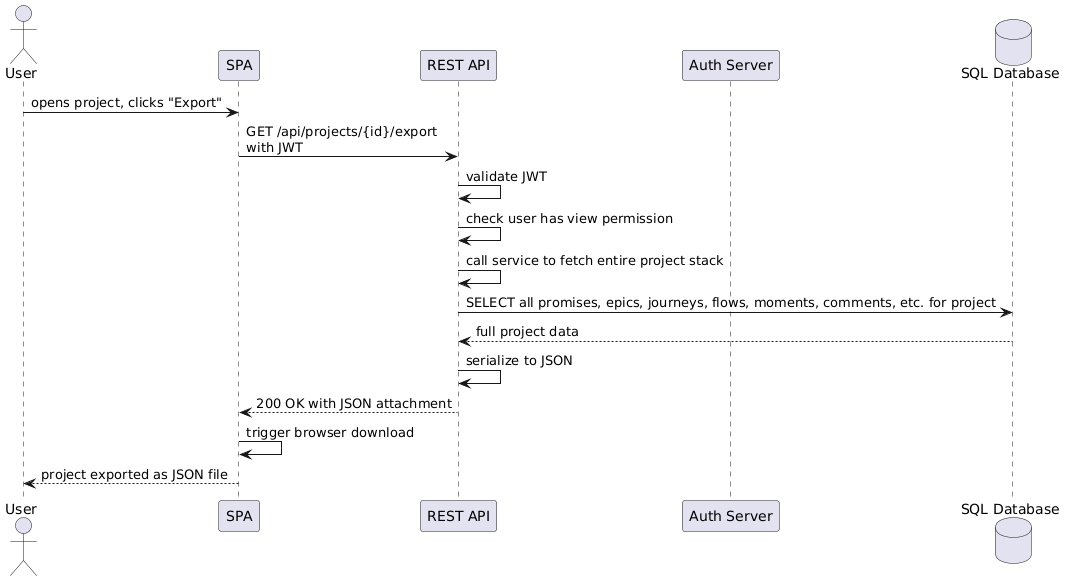 User
SPA
REST API
Auth Server
SQL Database
opens project, clicks "Export"
GET /api/projects/{id}/export
with JWT
validate JWT
check user has view permission
call service to fetch entire project stack
SELECT all promises, epics, journeys, flows, moments, comments, etc. for project
full project data
serialize to JSON
200 OK with JSON attachment
trigger browser download
project exported as JSON file
User
SPA
REST API
Auth Server
SQL Database